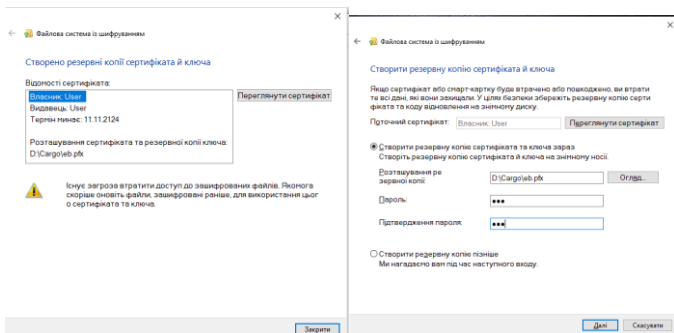 Файлова система із шифруванням
Створено резервні копії сертифіката й ключа
Відомості сертифіката:
Власник: User
Видавець: User
Термін минає: 11.11.2124
Розташування сертифіката та резервної копії ключа:
D:\Cargo\eb.pfx
Переглянути сертифікат
Існує загроза втратити доступ до зашифрованих файлів. Якомога
скоріше оновіть файли, зашифровані раніше, для використання цьог
о сертифіката та ключа.
Закрити
Файлова система із шифруванням
Створити резервну копію сертифіката й ключа
Якщо сертифікат або смарт-картку буде втрачено або пошкоджено, ви втрати
те всі дані, які вони захищали. У цілях безпеки збережіть резервну копію серти
фіката та коду відновлення на знімному диску.
Поточний сертифікат:
Власник: User
Переглянути сертифікат
Створити резервну копію сертифіката та ключа зараз
Створіть резервну копію сертифіката й ключа на знімному носії.
Розташування ре
зервної копії:
D:\Cargo\eb.pfx
Огляд...
Пароль:
•••
Підтвердження пароля:
•••
Створити резервну копію пізніше
Ми нагадаємо вам під час наступного входу.
Далі
Скасувати